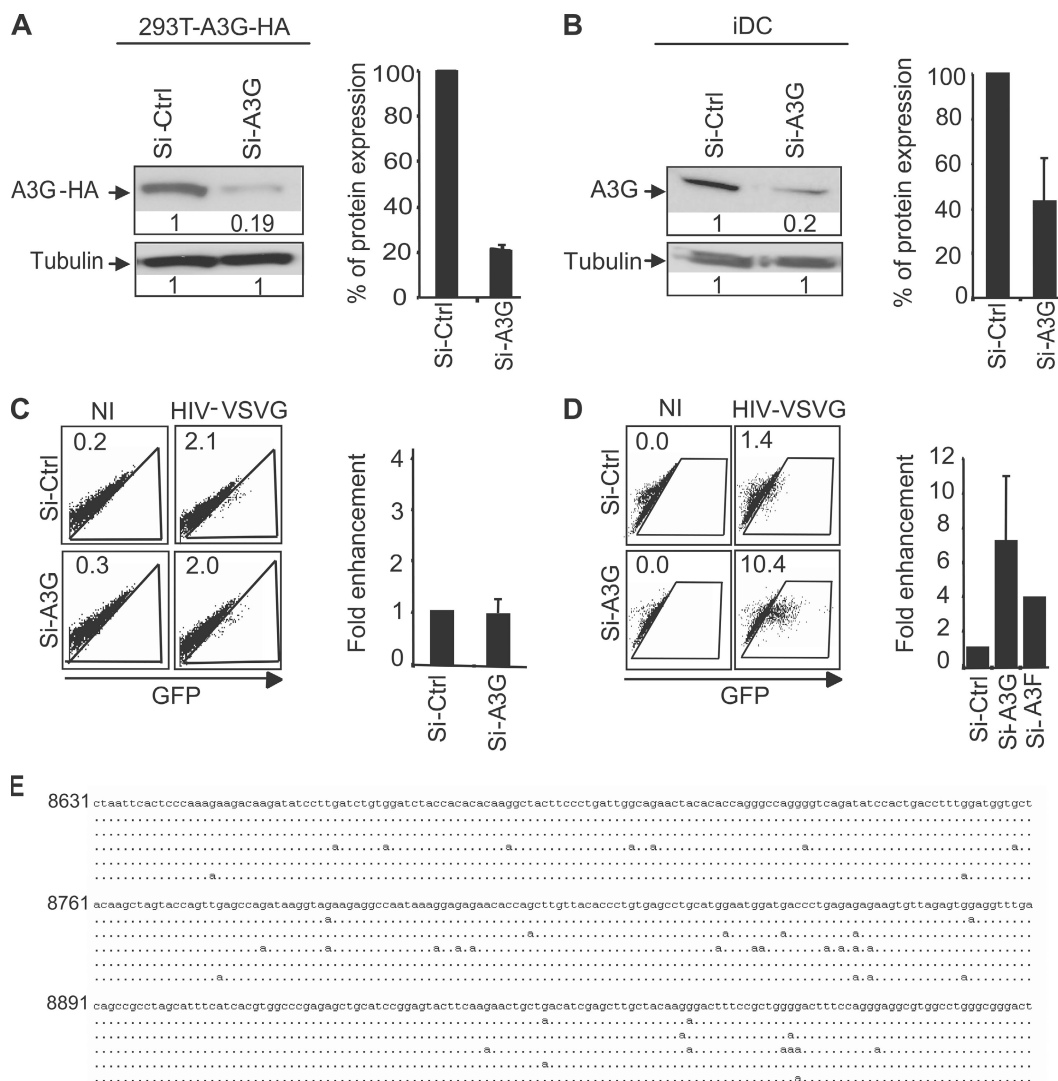 A
293T-A3G-HA
Si-Ctrl
Si-A3G
A3G-HA
1 0.19
Tubulin
1 1
% of protein expression
100
80
60
40
20
0
Si-Ctrl
Si-A3G
B
iDC
Si-Ctrl
Si-A3G
A3G
1 0.2
Tubulin
1 1
% of protein expression
100
80
60
40
20
0
Si-Ctrl
Si-A3G
C
NI HIV-VSVG
Si-Ctrl
0.2 2.1
Si-A3G
0.3 2.0
GFP
Fold enhancement
4
3
2
1
0
Si-Ctrl
Si-A3G
D
NI HIV-VSVG
Si-Ctrl
0.0 1.4
Si-A3G
0.0 10.4
GFP
Fold enhancement
12
10
8
6
4
2
0
Si-Ctrl
Si-A3G
Si-A3F
E
8631 ctaattcactcccaaagaagacaagatatccttgatctgtggatctaccacacacaaggctacttccctgattggcagaactacacaccagggccaggggtcagatatccactgacctttggatggtgct
8761 acaagctagtaccagttgagccagataaggtagaagaggccaataaaggagagaacaccagcttgttacaccctgtgagcctgcatggaatggatgaccctgagagagaagtgttagagtggaggtttga
8891 cagccgcctagcatttcatcacgtggcccgagagctgcatccggagtacttcaagaactgctgacatcgagcttgctacaagggactttccgctggggactttccagggaggcgtggcctgggcgggact